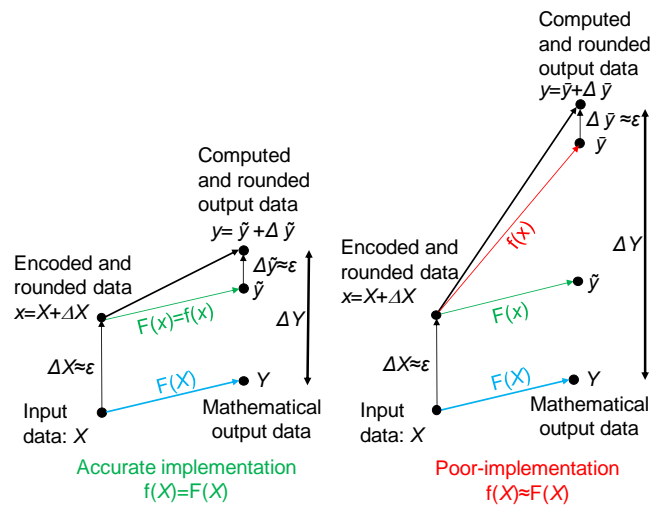 Computed
and rounded
output data
y= ỹ +Δ ỹ
Encoded and
rounded data
x=X+ΔX
Δỹ≈ε
ỹ
F(x)=f(x)
ΔY
ΔX≈ε
F(X)
Y
Input
data: X
Mathematical
output data
Accurate implementation
f(X)=F(X)
Computed
and rounded
output data
y=ȳ+Δ ȳ
Δ ȳ ≈ε
ȳ
f(x)
Encoded and
rounded data
x=X+ΔX
ΔY
ỹ
F(x)
ΔX≈ε
F(X)
Y
Input
data: X
Mathematical
output data
Poor-implementation
f(X)≈F(X)